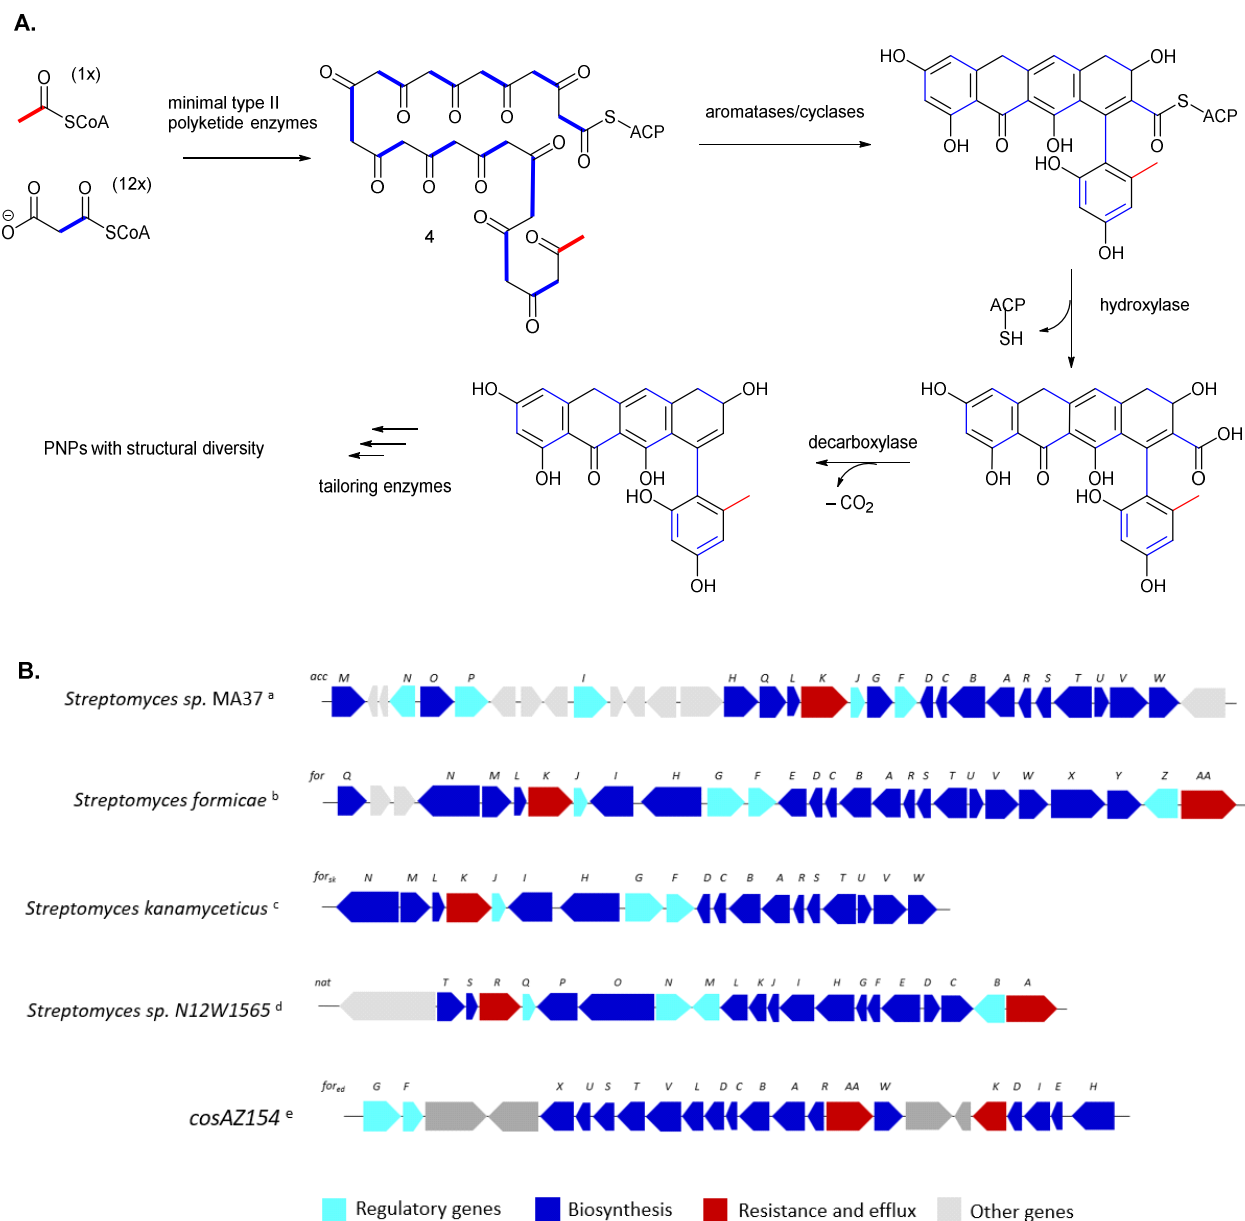 A.
O (1x)
SCoA
O O (12x)
⊖
O SCoA
minimal type II
polyketide enzymes
O O O O O
S ACP
O
O O O O
O O
O
4
aromatases/cyclases
HO OH
S ACP
O
OH O OH
HO
OH
ACP
SH
hydroxylase
HO OH
OH
O
OH O OH
HO
OH
decarboxylase
– CO2
HO OH
OH O OH
HO
OH
tailoring enzymes
PNPs with structural diversity
B.
Streptomyces sp. MA37 a
acc M N O P I H Q L K J G F D C B A R S T U V W
Streptomyces formicae b
for Q N M L K J I H G F E D C B A R S T U V W X Y Z AA
Streptomyces kanamyceticus c
forsk N M L K J I H G F D C B A R S T U V W
Streptomyces sp. N12W1565 d
nat T S R Q P O N M L K J I H G F E D C B A
cosAZ154 e
fored G F X U S T V L D C B A R AA W K D I E H
Regulatory genes
Biosynthesis
Resistance and efflux
Other genes